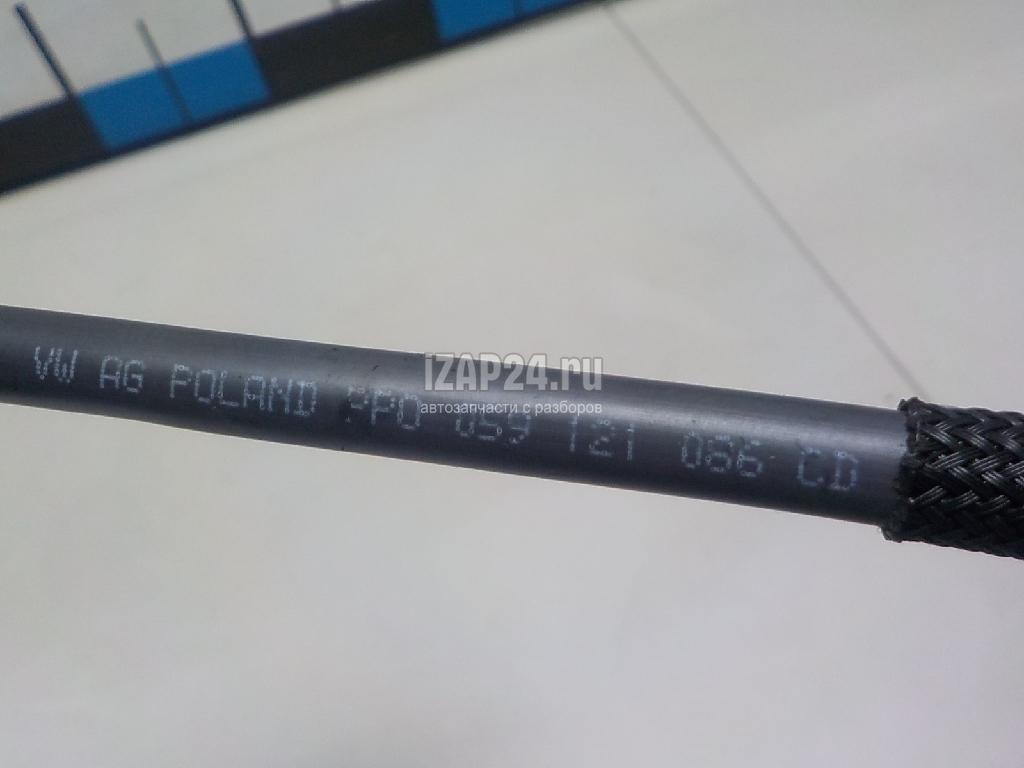 iZAP24.ru
автозапчасти с разборов
VW AG POLAND PPO 059 121 086 CD